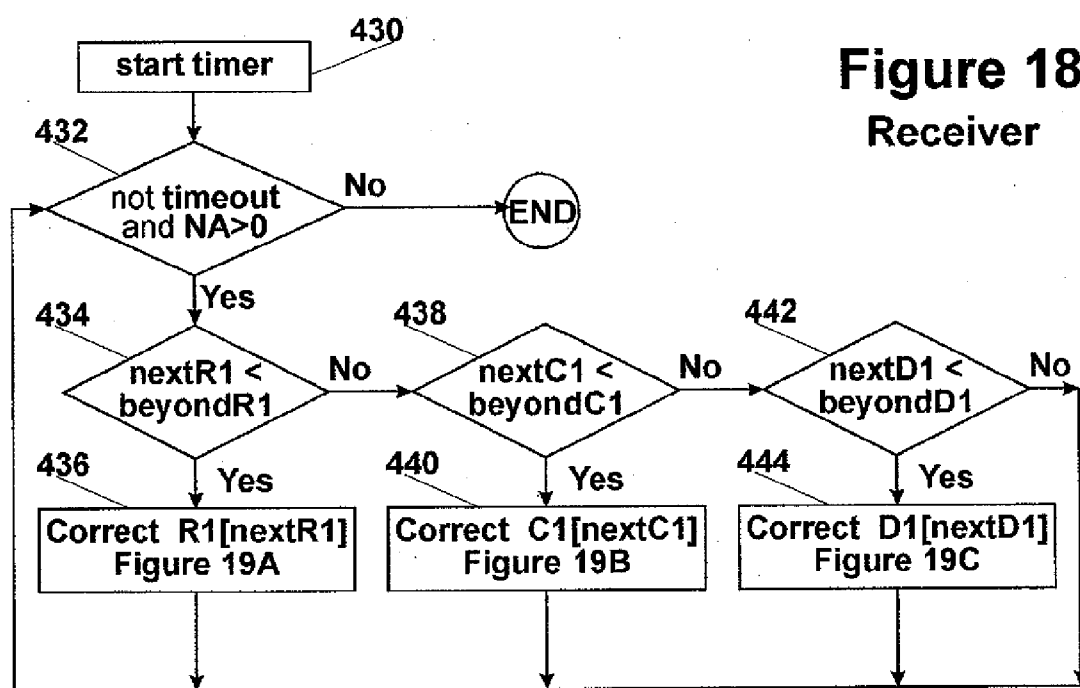 430
start timer
Figure 18
Receiver
432
not timeout
and NA>0
No
END
Yes
434
nextR1 <
beyondR1
No
438
nextC1 <
beyondC1
No
442
nextD1 <
beyondD1
No
436
Yes
Correct R1[nextR1]
Figure 19A
440
Yes
Correct C1[nextC1]
Figure 19B
444
Yes
Correct D1[nextD1]
Figure 19C